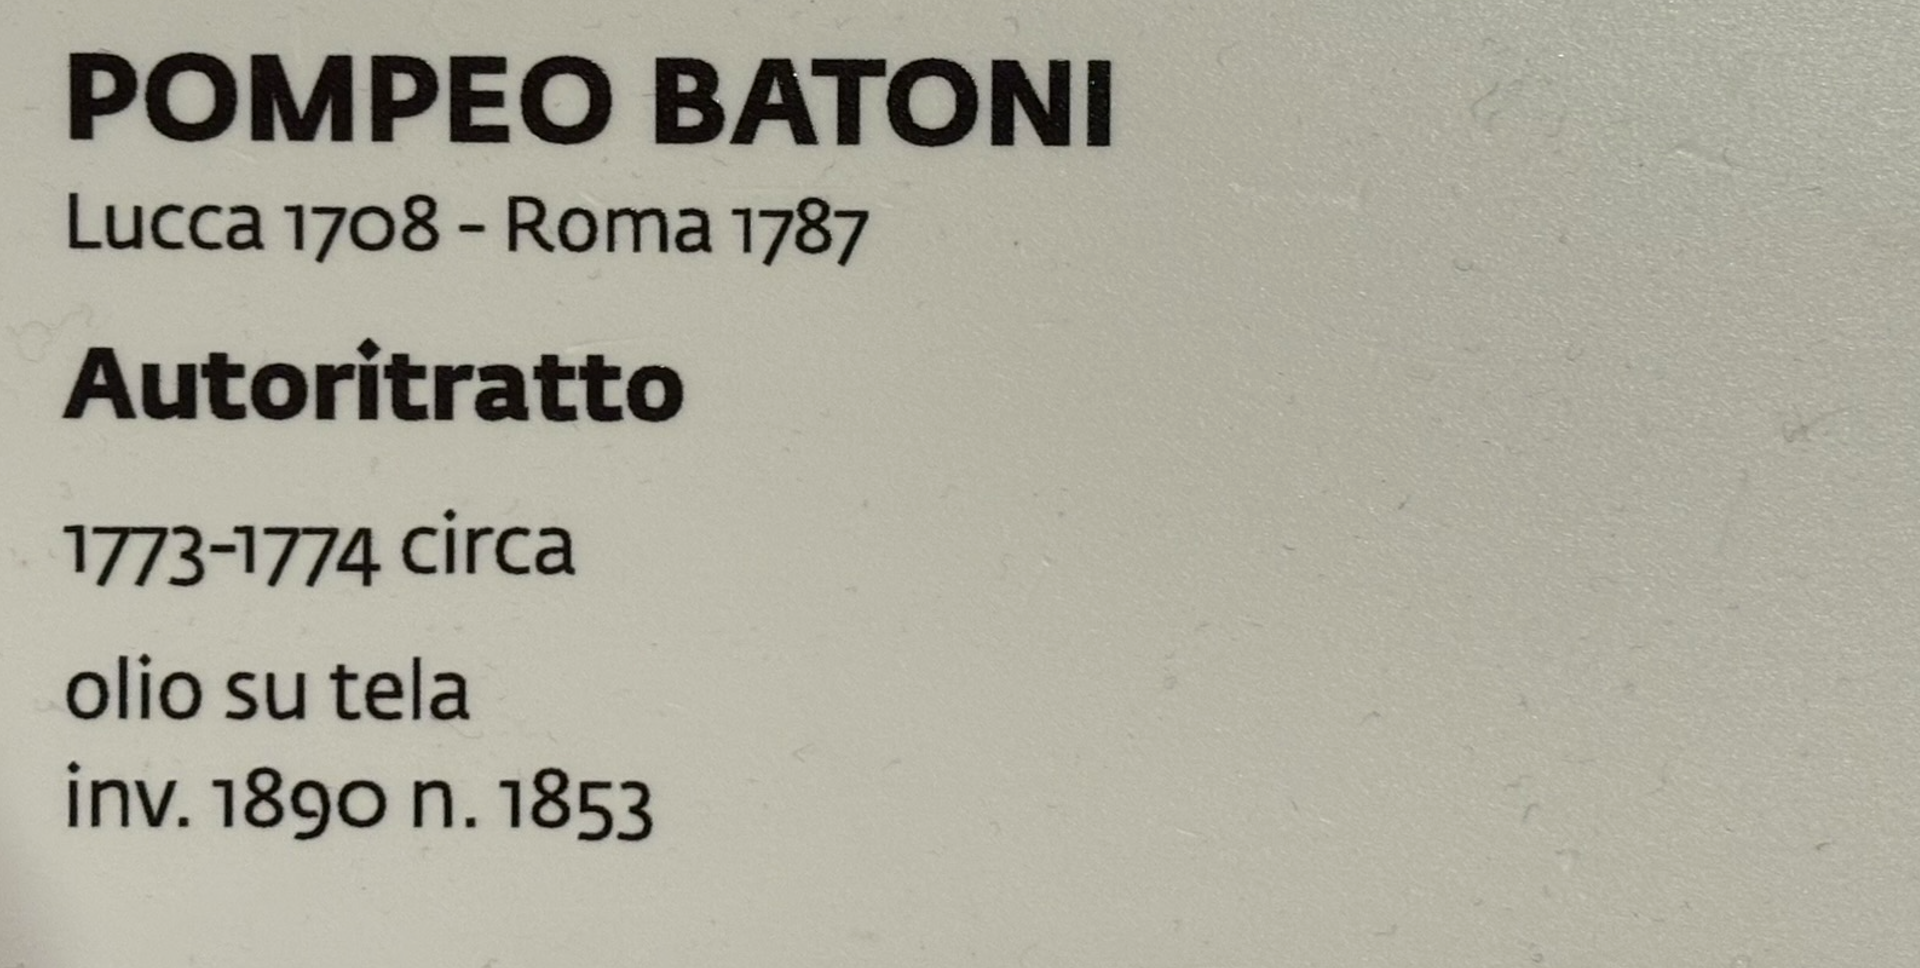 POMPEO BATONI
Lucca 1708 - Roma 1787
Autoritratto
1773-1774 circa
olio su tela
inv. 1890 n. 1853